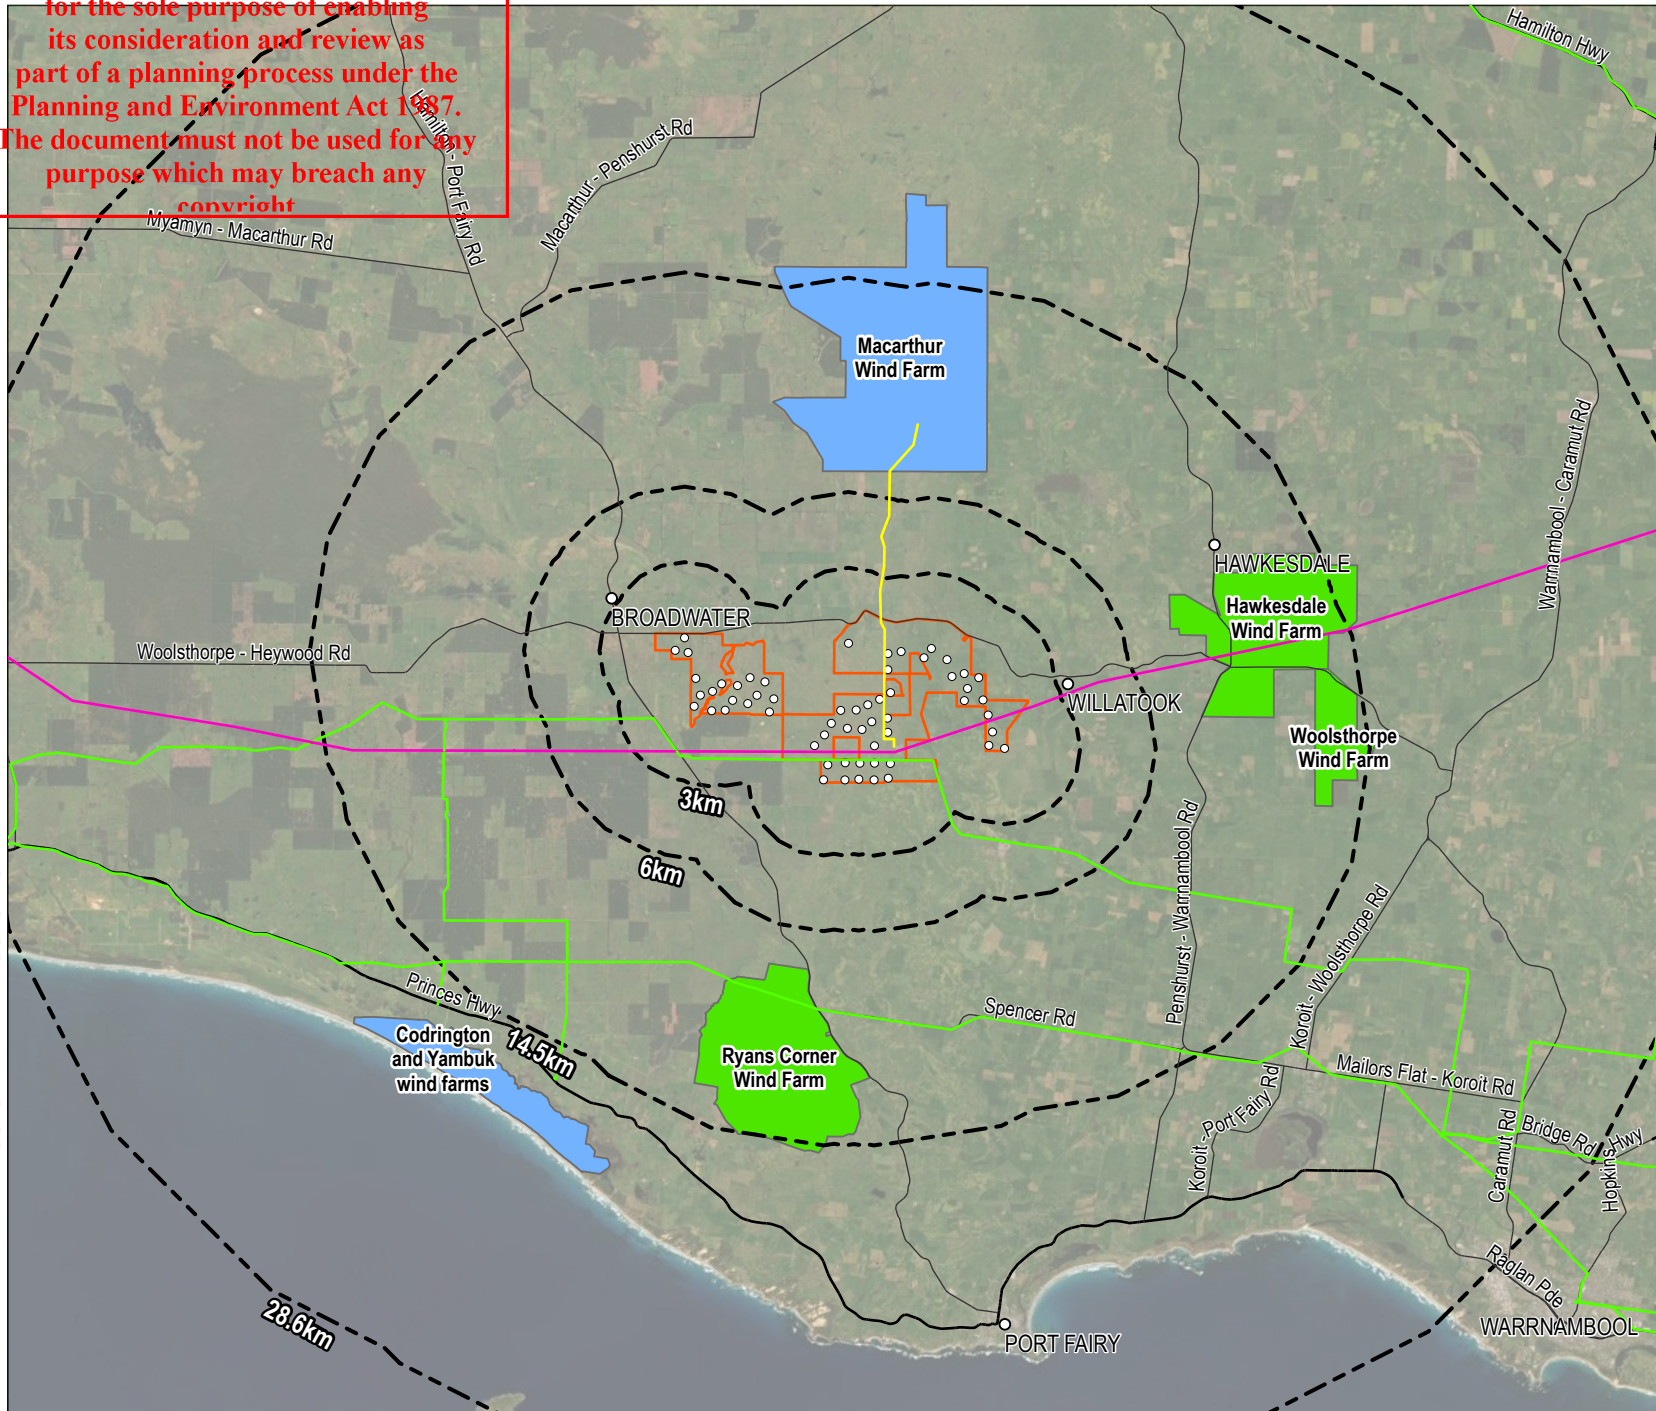 for the sole purpose of enabling
its consideration and review as
part of a planning process under the
Planning and Environment Act 1987.
The document must not be used for any
purpose which may breach any
copyright
Hamilton Hwy
Hamilton - Port Fairy Rd
Macarthur - Penshurst Rd
Myamyn - Macarthur Rd
Macarthur
Wind Farm
Warrnambool - Caramut Rd
HAWKESDALE
Hawkesdale
Wind Farm
BROADWATER
Woolsthorpe - Heywood Rd
WILLATOOK
Woolsthorpe
Wind Farm
3km
6km
Penshurst - Warrnambool Rd
Koroit - Woolsthorpe Rd
Princes Hwy
Spencer Rd
Codrington
and Yambuk
wind farms
14.5km
Ryans Corner
Wind Farm
Mailors Flat - Koroit Rd
Koroit - Port Fairy Rd
Caramut Rd
Bridge Rd
Hopkins Hwy
Raglan Pde
28.6km
PORT FAIRY
WARRNAMBOOL